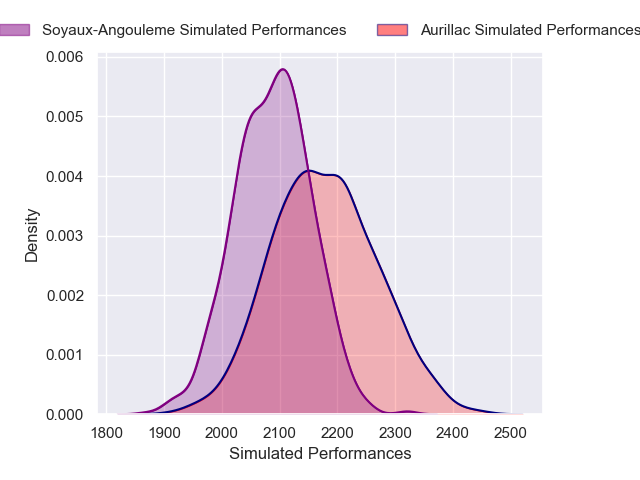 Soyaux-Angouleme Simulated Performances Aurillac Simulated Performances
0.006
0.005
0.004
0.003
0.002
0.001
0.000
Density
1800 1900 2000 2100 2200 2300 2400 2500
Simulated Performances